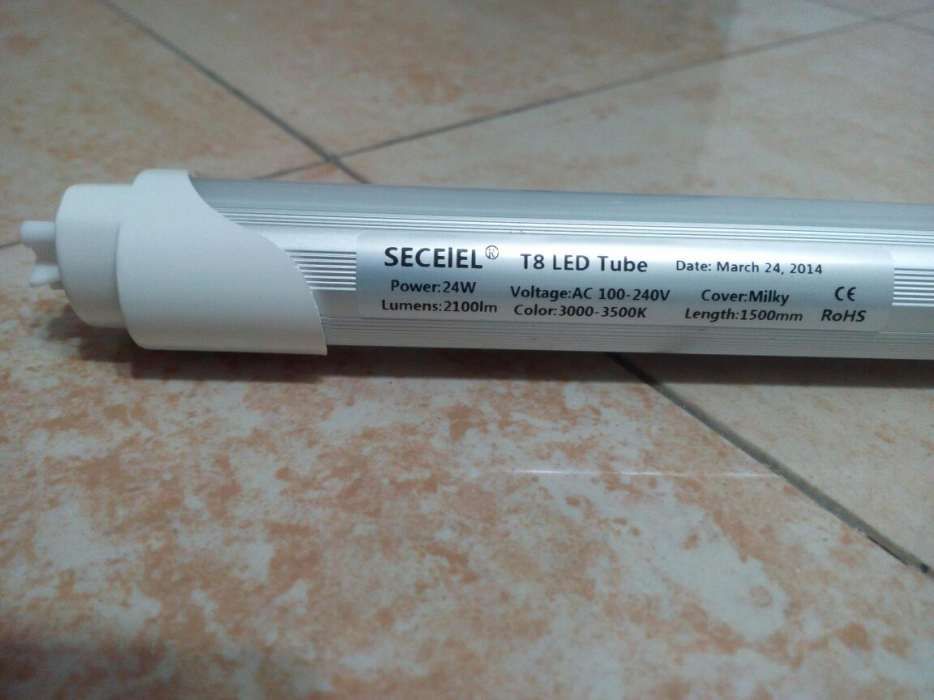 SECEIEL® T8 LED Tube Date: March 24, 2014
Power:24W Voltage:AC 100-240V Cover:Milky CE
Lumens:2100lm Color:3000-3500K Length:1500mm RoHS